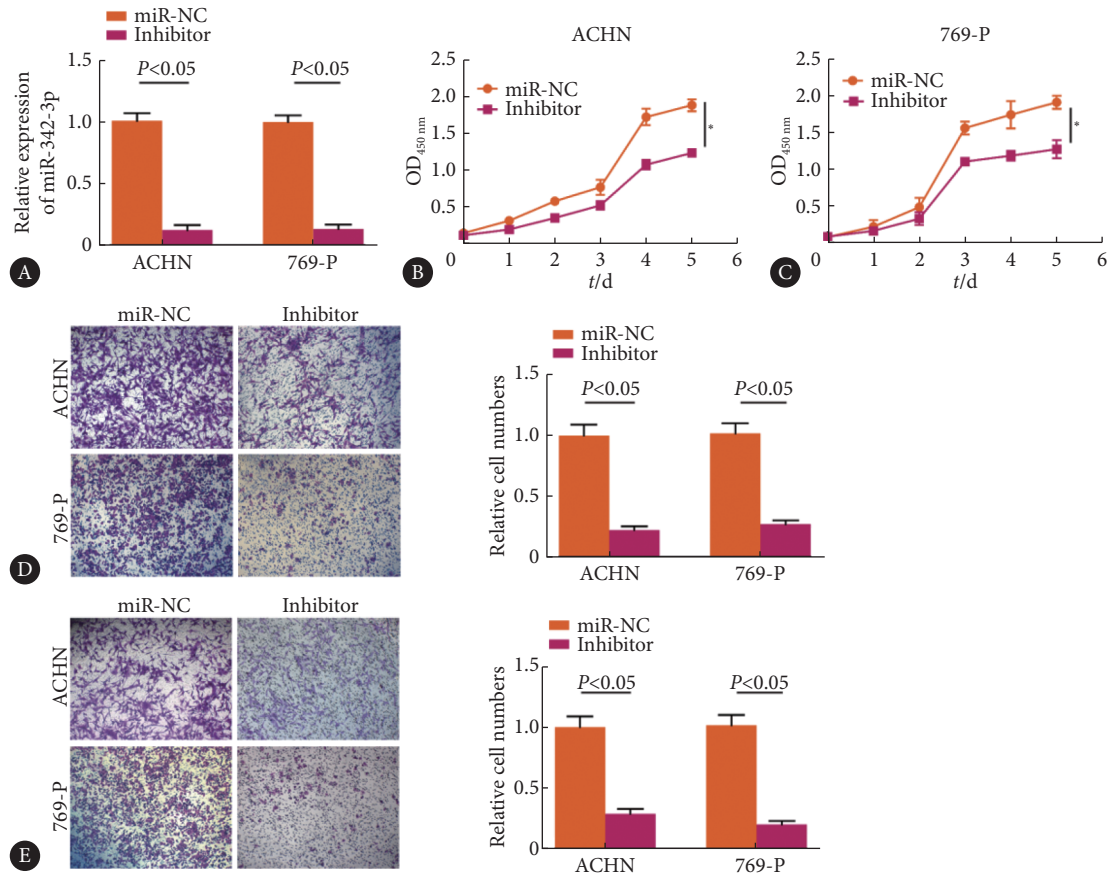 miR-NC
Inhibitor
Relative expression
of miR-342-3p
1.5
1.0
0.5
0
P<0.05
P<0.05
ACHN
769-P
A
ACHN
miR-NC
Inhibitor
OD450 nm
2.5
2.0
1.5
1.0
0.5
*
0 1 2 3 4 5 6
t/d
B
769-P
miR-NC
Inhibitor
OD450 nm
2.5
2.0
1.5
1.0
0.5
*
0 1 2 3 4 5 6
t/d
C
miR-NC
Inhibitor
ACHN
769-P
D
miR-NC
Inhibitor
Relative cell numbers
1.5
1.0
0.5
0
P<0.05
P<0.05
ACHN
769-P
miR-NC
Inhibitor
ACHN
769-P
E
miR-NC
Inhibitor
Relative cell numbers
1.5
1.0
0.5
0
P<0.05
P<0.05
ACHN
769-P